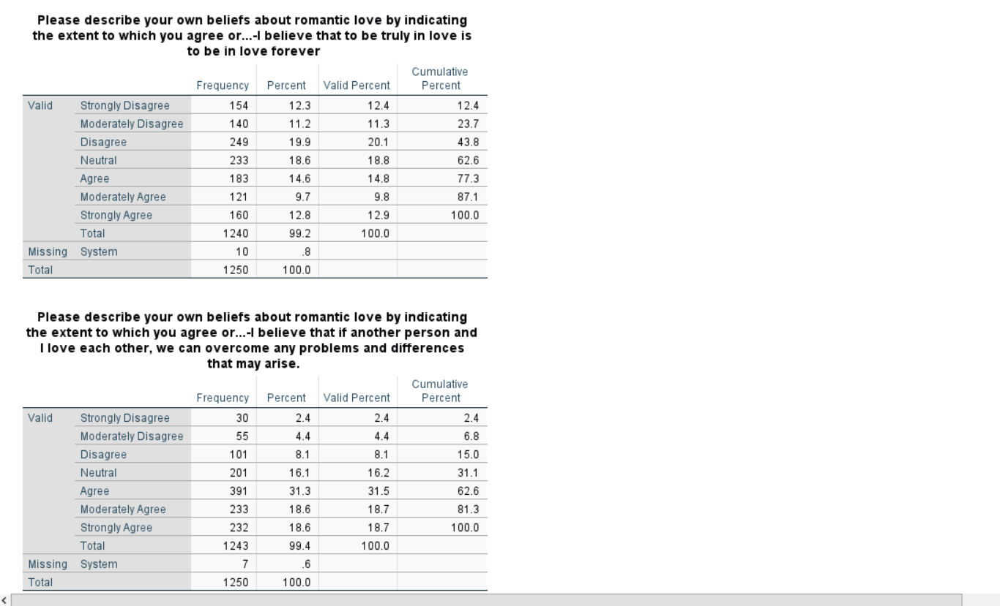 Please describe your own beliefs about romantic love by indicating
the extent to which you agree or...-I believe that to be truly in love is
to be in love forever
Cumulative
Frequency Percent Valid Percent Percent
Valid Strongly Disagree 154 12.3 12.4 12.4
Moderately Disagree 140 11.2 11.3 23.7
Disagree 249 19.9 20.1 43.8
Neutral 233 18.6 18.8 62.6
Agree 183 14.6 14.8 77.3
Moderately Agree 121 9.7 9.8 87.1
Strongly Agree 160 12.8 12.9 100.0
Total 1240 99.2 100.0
Missing System 10 .8
Total 1250 100.0
Please describe your own beliefs about romantic love by indicating
the extent to which you agree or...-I believe that if another person and
I love each other, we can overcome any problems and differences
that may arise.
Cumulative
Frequency Percent Valid Percent Percent
Valid Strongly Disagree 30 2.4 2.4 2.4
Moderately Disagree 55 4.4 4.4 6.8
Disagree 101 8.1 8.1 15.0
Neutral 201 16.1 16.2 31.1
Agree 391 31.3 31.5 62.6
Moderately Agree 233 18.6 18.7 81.3
Strongly Agree 232 18.6 18.7 100.0
Total 1243 99.4 100.0
Missing System 7 .6
Total 1250 100.0